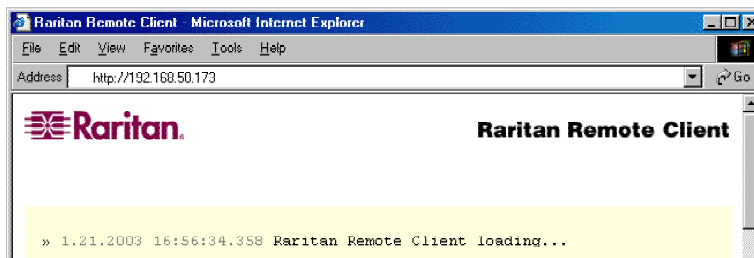 Raritan Remote Client - Microsoft Internet Explorer
File Edit View Favorites Tools Help
Address http://192.168.50.173 Go
Raritan. Raritan Remote Client
» 1.21.2003 16:56:34.358 Raritan Remote Client loading...